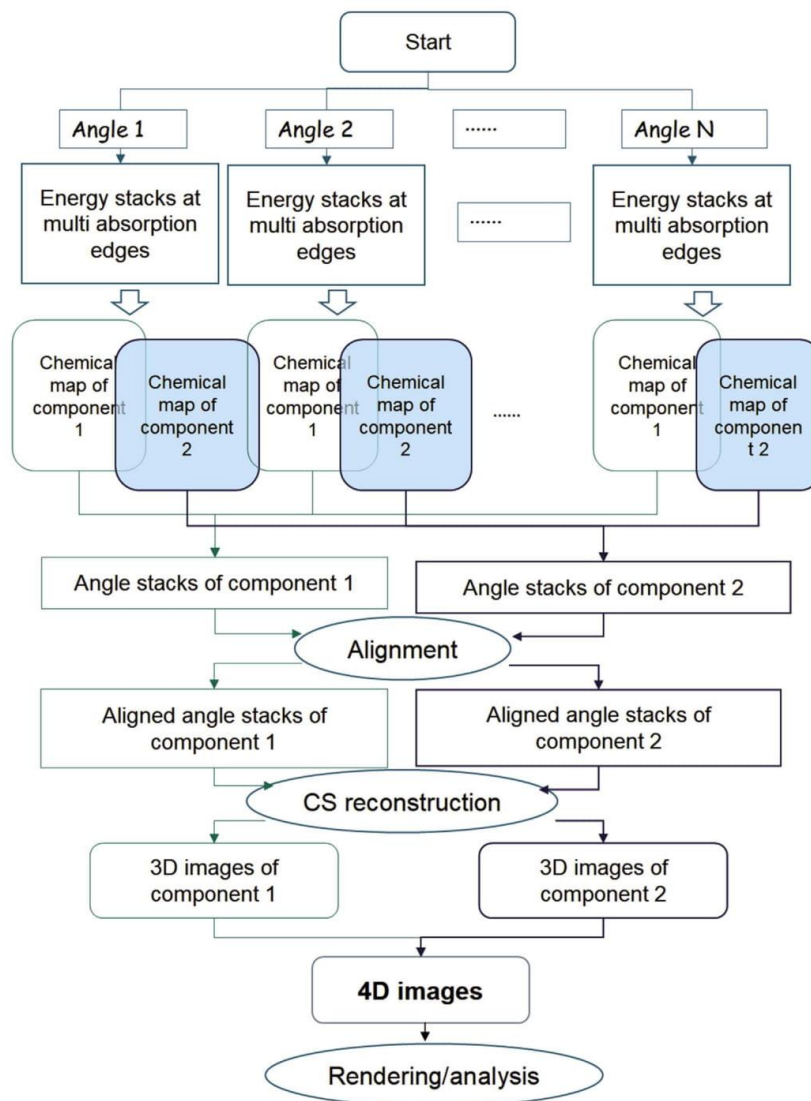 Start
Angle 1
Angle 2
......
Angle N
Energy stacks at
multi absorption
edges
Energy stacks at
multi absorption
edges
......
Energy stacks at
multi absorption
edges
Chemical
map of
component
1
Chemical
map of
component
2
Chemical
map of
component
1
Chemical
map of
component
2
......
Chemical
map of
component
1
Chemical
map of
componen
t 2
Angle stacks of component 1
Angle stacks of component 2
Alignment
Aligned angle stacks of
component 1
Aligned angle stacks of
component 2
CS reconstruction
3D images of
component 1
3D images of
component 2
4D images
Rendering/analysis